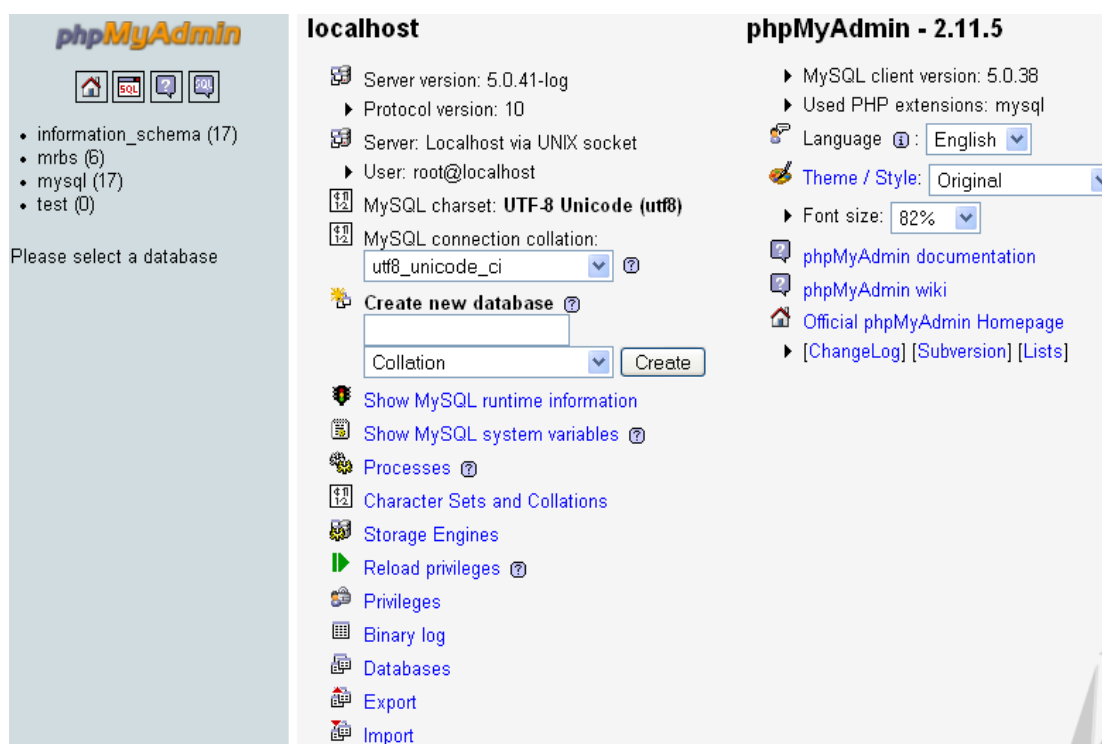 phpMyAdmin
SQL
SQL
information_schema (17)
mrbs (6)
mysql (17)
test (0)
Please select a database
localhost
Server version: 5.0.41-log
Protocol version: 10
Server: Localhost via UNIX socket
User: root@localhost
MySQL charset: UTF-8 Unicode (utf8)
MySQL connection collation:
utf8_unicode_ci
Create new database
Collation
Create
Show MySQL runtime information
Show MySQL system variables
Processes
Character Sets and Collations
Storage Engines
Reload privileges
Privileges
Binary log
Databases
Export
Import
phpMyAdmin - 2.11.5
MySQL client version: 5.0.38
Used PHP extensions: mysql
Language : English
Theme / Style: Original
Font size: 82%
phpMyAdmin documentation
phpMyAdmin wiki
Official phpMyAdmin Homepage
[ChangeLog] [Subversion] [Lists]